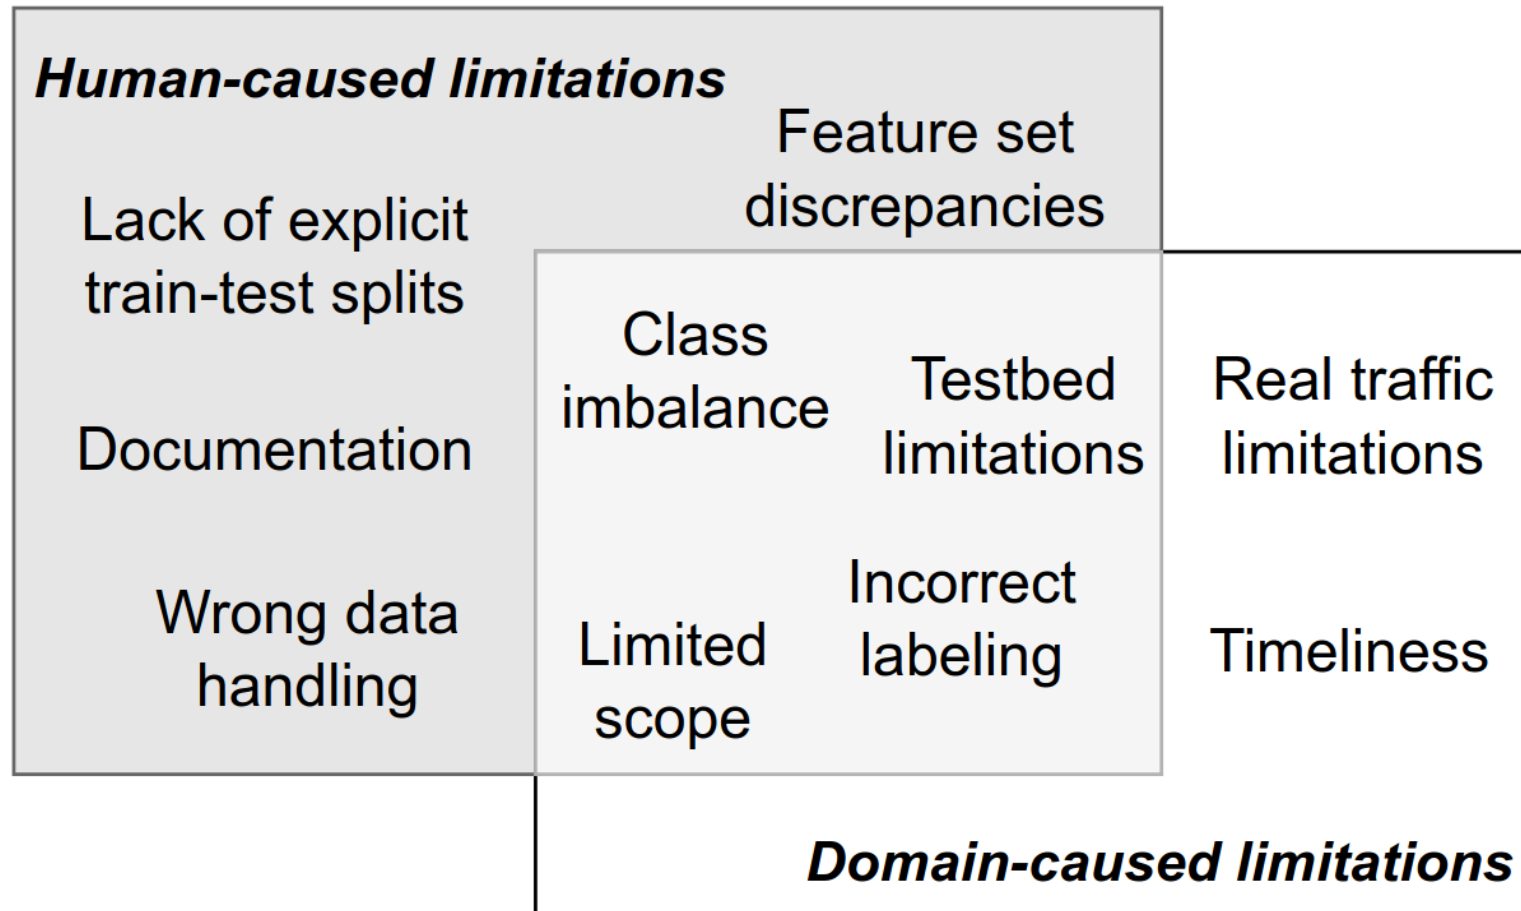 Human-caused limitations
Feature set
discrepancies
Lack of explicit
train-test splits
Documentation
Wrong data
handling
Class
imbalance
Testbed
limitations
Limited
scope
Incorrect
labeling
Real traffic
limitations
Timeliness
Domain-caused limitations